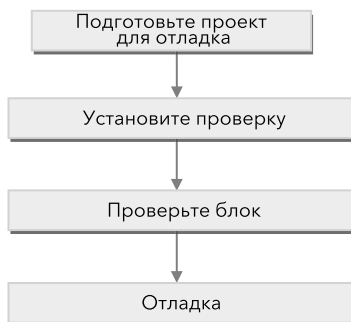 Подготовьте проект
для отладка
Установите проверку
Проверьте блок
Отладка